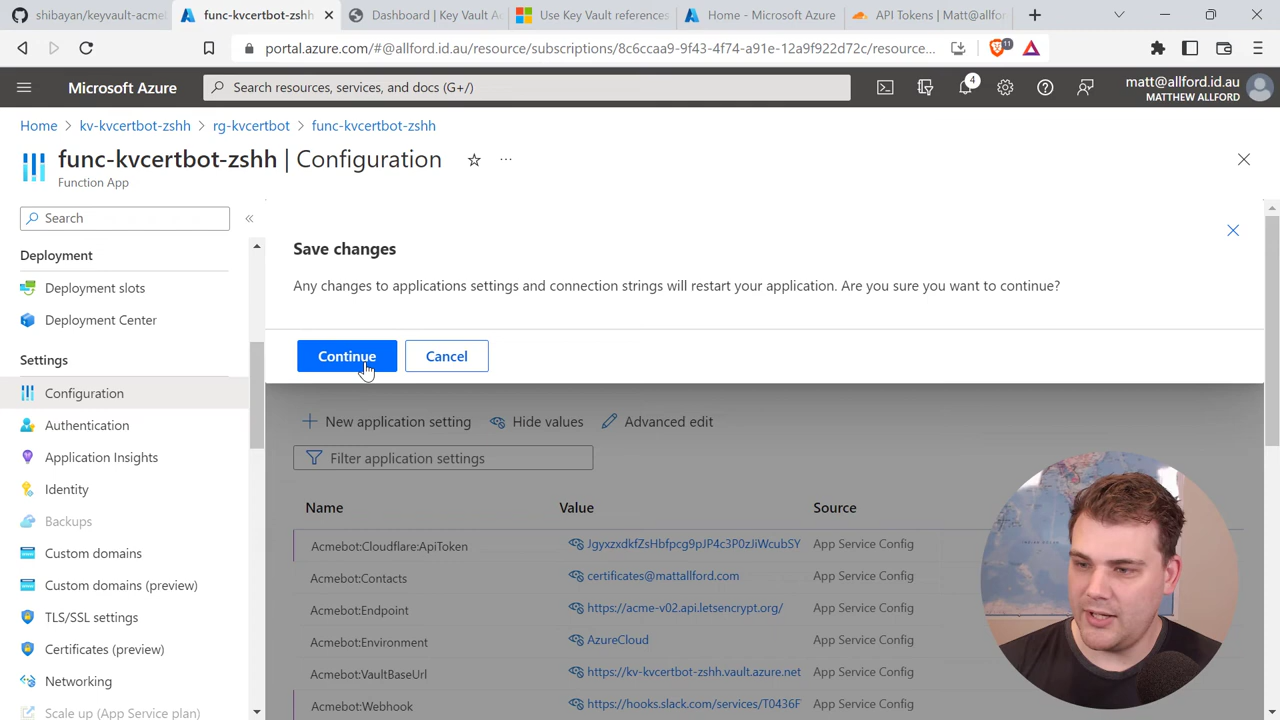 shibayan/keyvault-acme
func-kvcertbot-zshh
Dashboard | Key Vault A
Use Key Vault references
Home - Microsoft Azure
API Tokens | Matt@allfor
portal.azure.com/#@allford.id.au/resource/subscriptions/8c6ccaa9-9f43-4f74-a91e-12a9f922d72c/resource...
11
Microsoft Azure
Search resources, services, and docs (G+/)
4
matt@allford.id.au
MATTHEW ALLFORD
Home > kv-kvcertbot-zshh > rg-kvcertbot > func-kvcertbot-zshh
func-kvcertbot-zshh | Configuration
Function App
Search
Deployment
Deployment slots
Deployment Center
Settings
Configuration
Authentication
Application Insights
Identity
Backups
Custom domains
Custom domains (preview)
TLS/SSL settings
Certificates (preview)
Networking
Scale up (App Service plan)
Save changes
Any changes to applications settings and connection strings will restart your application. Are you sure you want to continue?
Continue
Cancel
New application setting
Hide values
Advanced edit
Filter application settings
Name Value Source
Acmebot:Cloudflare:ApiToken JgyxzxdkfZsHbfpcg9pJP4c3P0zJiWcubSY App Service Config
Acmebot:Contacts certificates@mattallford.com App Service Config
Acmebot:Endpoint https://acme-v02.api.letsencrypt.org/ App Service Config
Acmebot:Environment AzureCloud App Service Config
Acmebot:VaultBaseUrl https://kv-kvcertbot-zshh.vault.azure.net App Service Config
Acmebot:Webhook https://hooks.slack.com/services/T0436F App Service Config